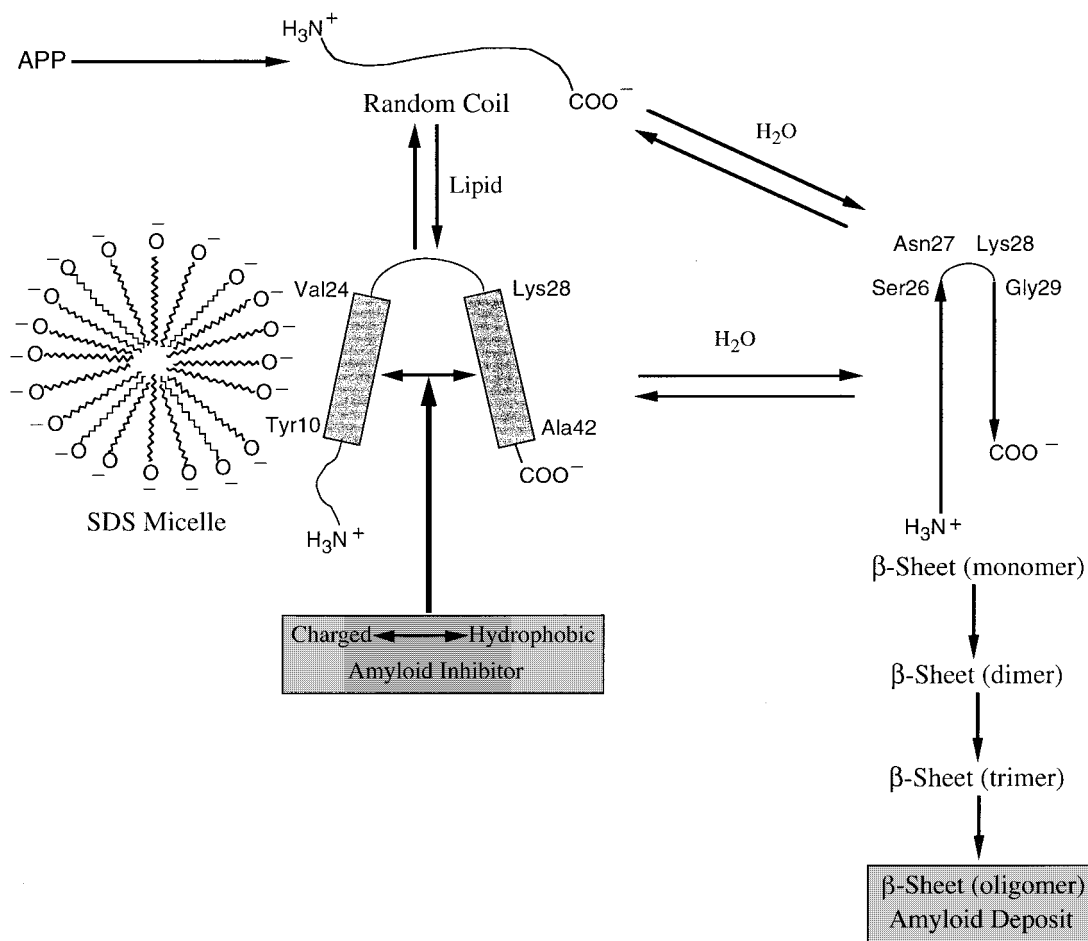 H₃N⁺
APP
COO⁻
Random Coil
H₂O
Lipid
Asn27 Lys28
Ser26 Gly29
Val24 Lys28
H₂O
Tyr10
Ala42
COO⁻
COO⁻
O⁻ O⁻ O⁻ O⁻ O⁻ O⁻ O⁻ O⁻ O⁻ O⁻ O⁻ O⁻ O⁻ O⁻ O⁻ O⁻ O⁻ O⁻ O⁻ O⁻
SDS Micelle
H₃N⁺
H₃N⁺
β-Sheet (monomer)
Charged Hydrophobic
Amyloid Inhibitor
β-Sheet (dimer)
β-Sheet (trimer)
β-Sheet (oligomer)
Amyloid Deposit